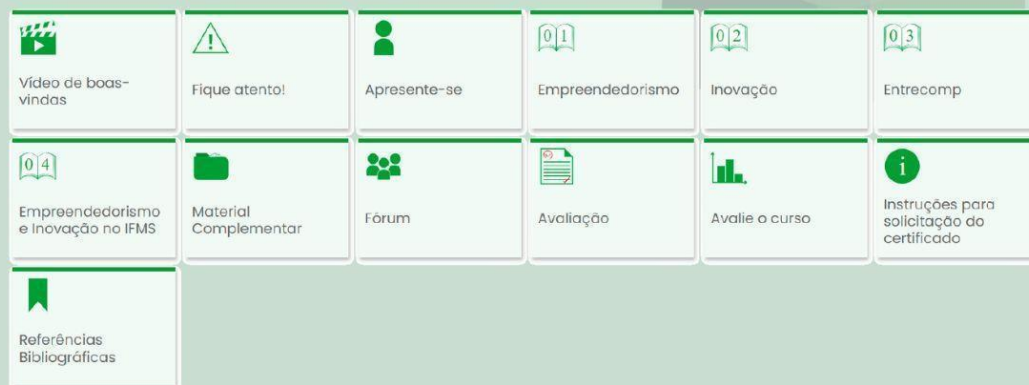 Vídeo de boas-
vindas
Fique atento!
Apresente-se
01
Empreendedorismo
02
Inovação
03
Entrecomp
04
Empreendedorismo
e Inovação no IFMS
Material
Complementar
Fórum
Avaliação
Avalie o curso
i
Instruções para
solicitação do
certificado
Referências
Bibliográficas